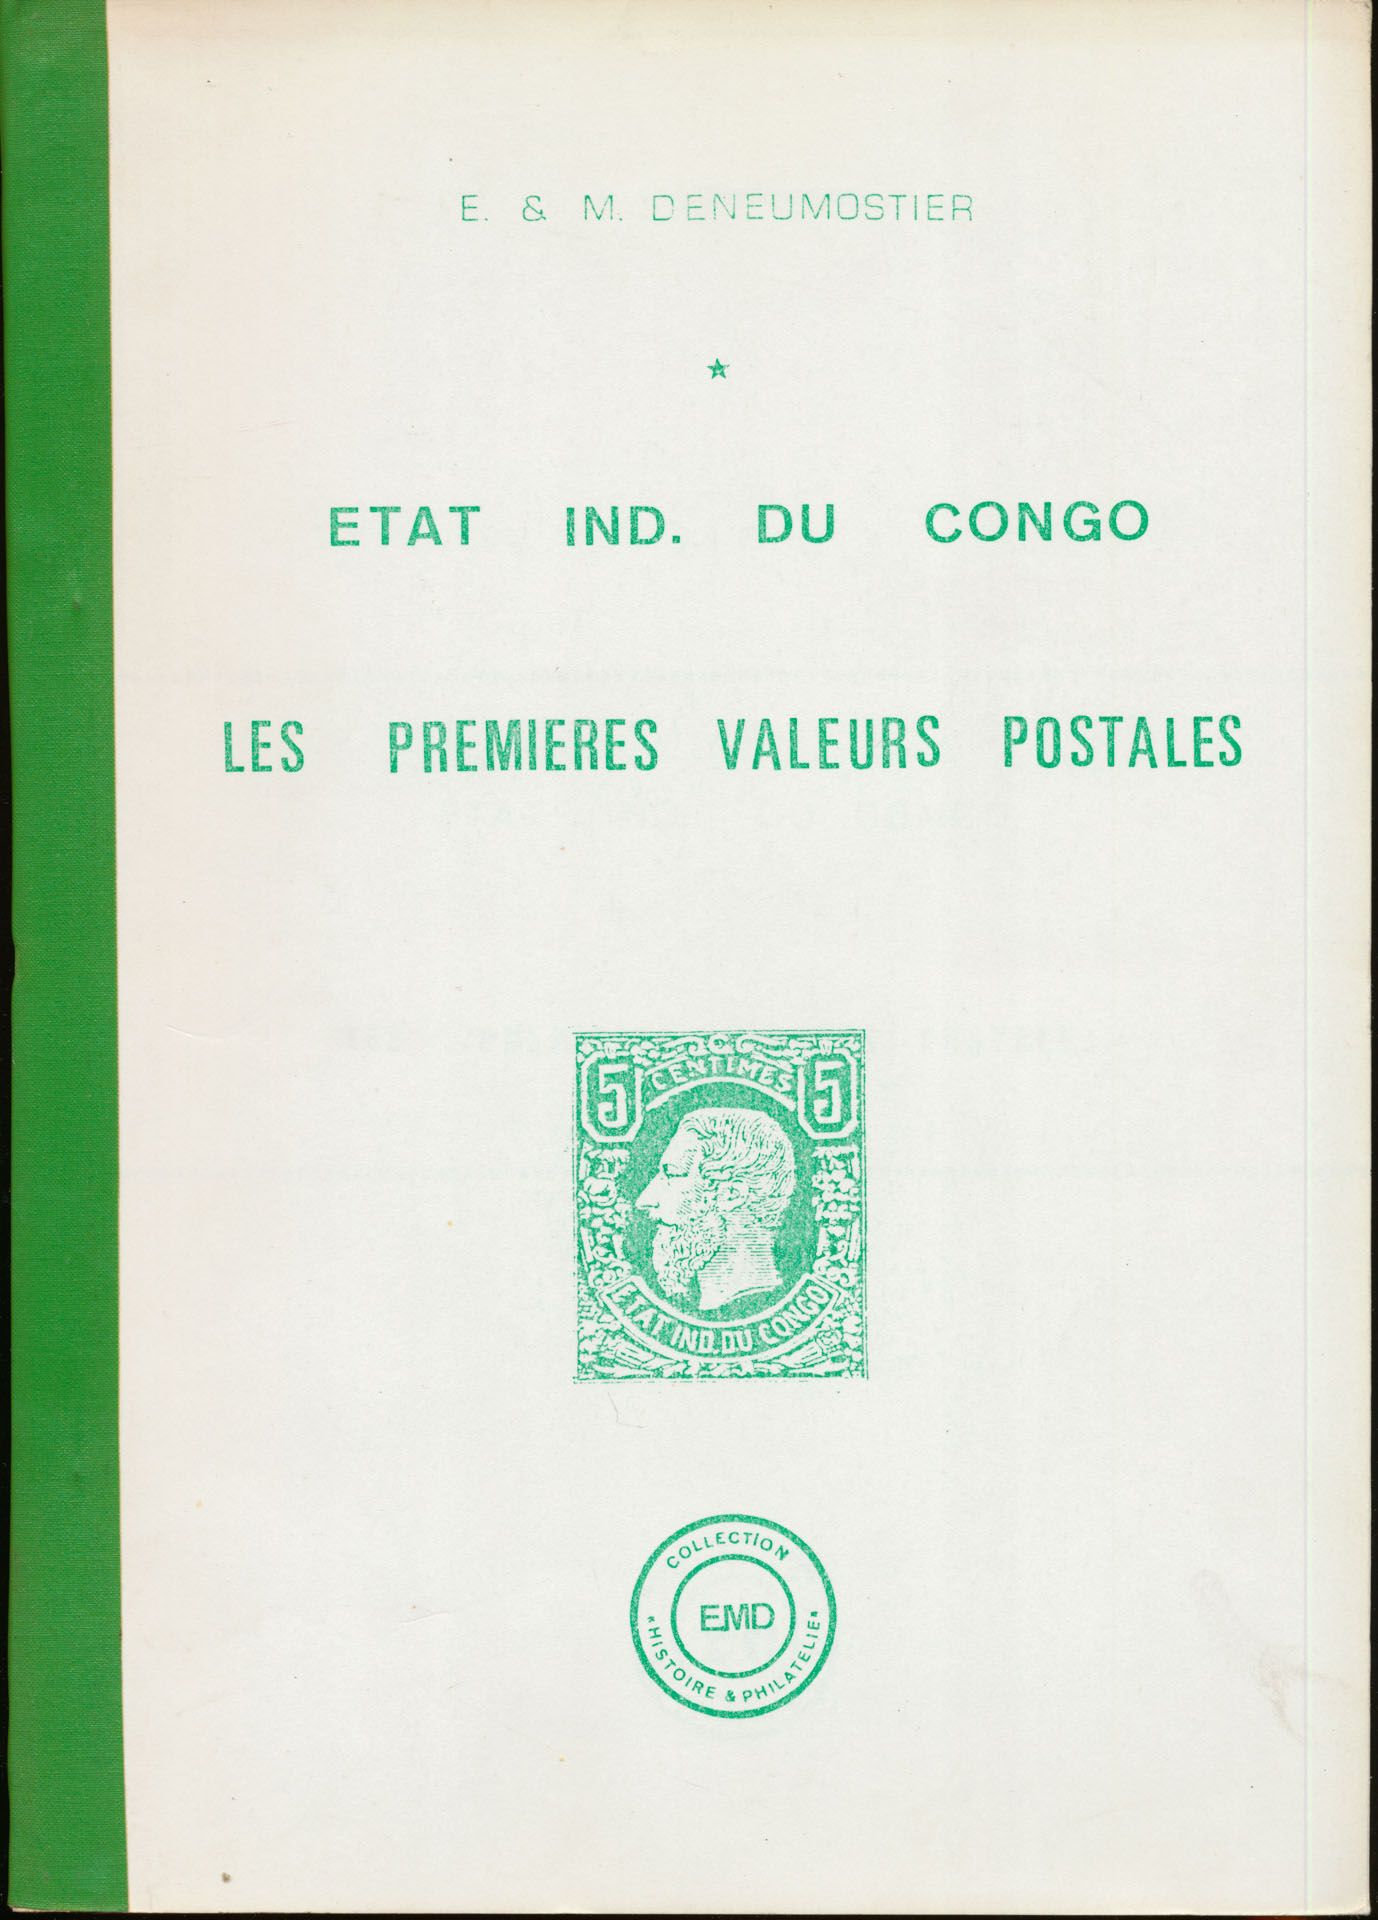 E. & M. DENEUMOSTIER
ETAT IND. DU CONGO
LES PREMIERES VALEURS POSTALES
5 CENTIMES 5
ETAT IND. DU CONGO
COLLECTION
EMD
"HISTOIRE & PHILATELIE"